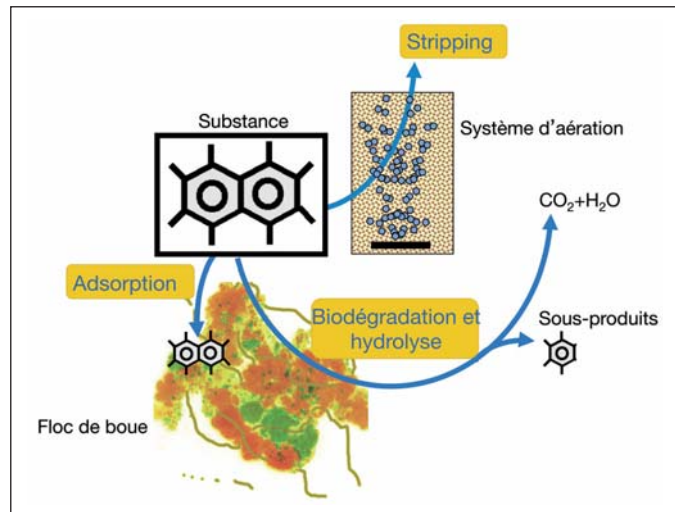 Stripping
Substance
Système d'aération
CO₂+H₂O
Adsorption
Biodégradation et
hydrolyse
Sous-produits
Floc de boue